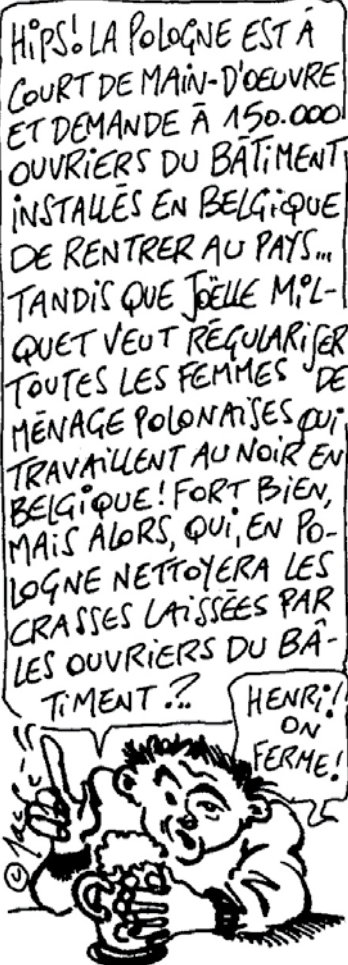 HIPS! LA POLOGNE EST À
COURT DE MAIN-D'OEUVRE
ET DEMANDE À 150.000
OUVRIERS DU BÂTIMENT
INSTALLÉS EN BELGIQUE
DE RENTRER AU PAYS...
TANDIS QUE JOËLLE MIL-
QUET VEUT RÉGULARISER
TOUTES LES FEMMES DE
MÉNAGE POLONAISES QUI
TRAVAILLENT AU NOIR EN
BELGIQUE! FORT BIEN,
MAIS ALORS, QUI, EN PO-
LOGNE NETTOYERA LES
CRASSES LAISSÉES PAR
LES OUVRIERS DU BÂ-
TIMENT..?
HENRI!
ON
FERME!